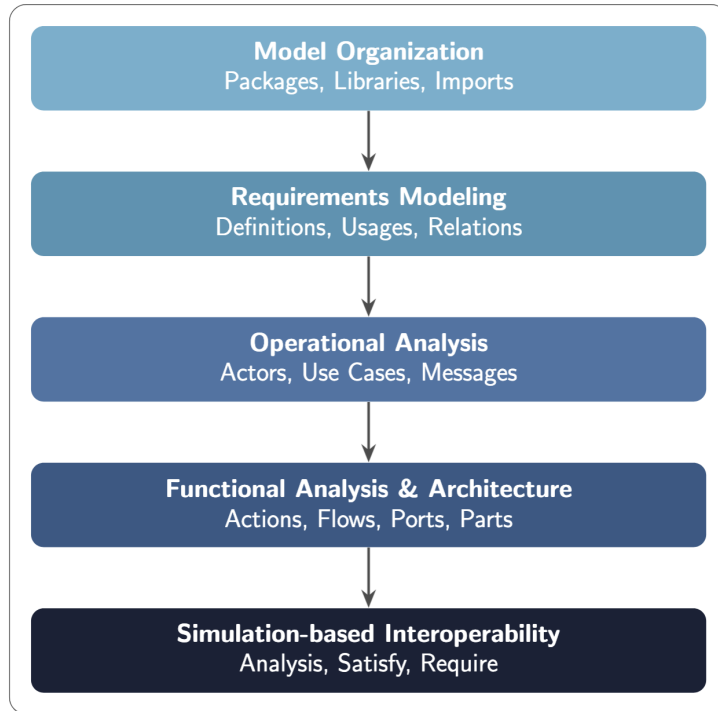 Model Organization
Packages, Libraries, Imports
Requirements Modeling
Definitions, Usages, Relations
Operational Analysis
Actors, Use Cases, Messages
Functional Analysis & Architecture
Actions, Flows, Ports, Parts
Simulation-based Interoperability
Analysis, Satisfy, Require